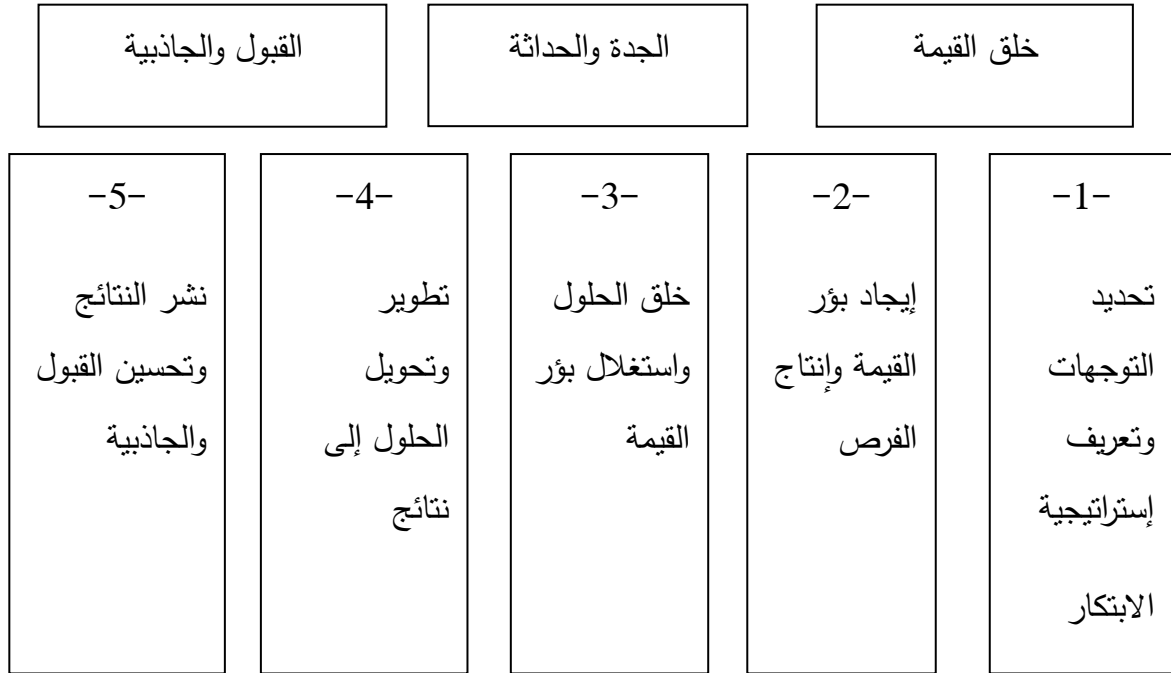 خلق القيمة
الجدة والحداثة
القبول والجاذبية
-1-
تحديد
التوجهات
وتعريف
إستراتيجية
الابتكار
-2-
إيجاد بؤر
القيمة وإنتاج
الفرص
-3-
خلق الحلول
واستغلال بؤر
القيمة
-4-
تطوير
وتحويل
الحلول إلى
نتائج
-5-
نشر النتائج
وتحسين القبول
والجاذبية